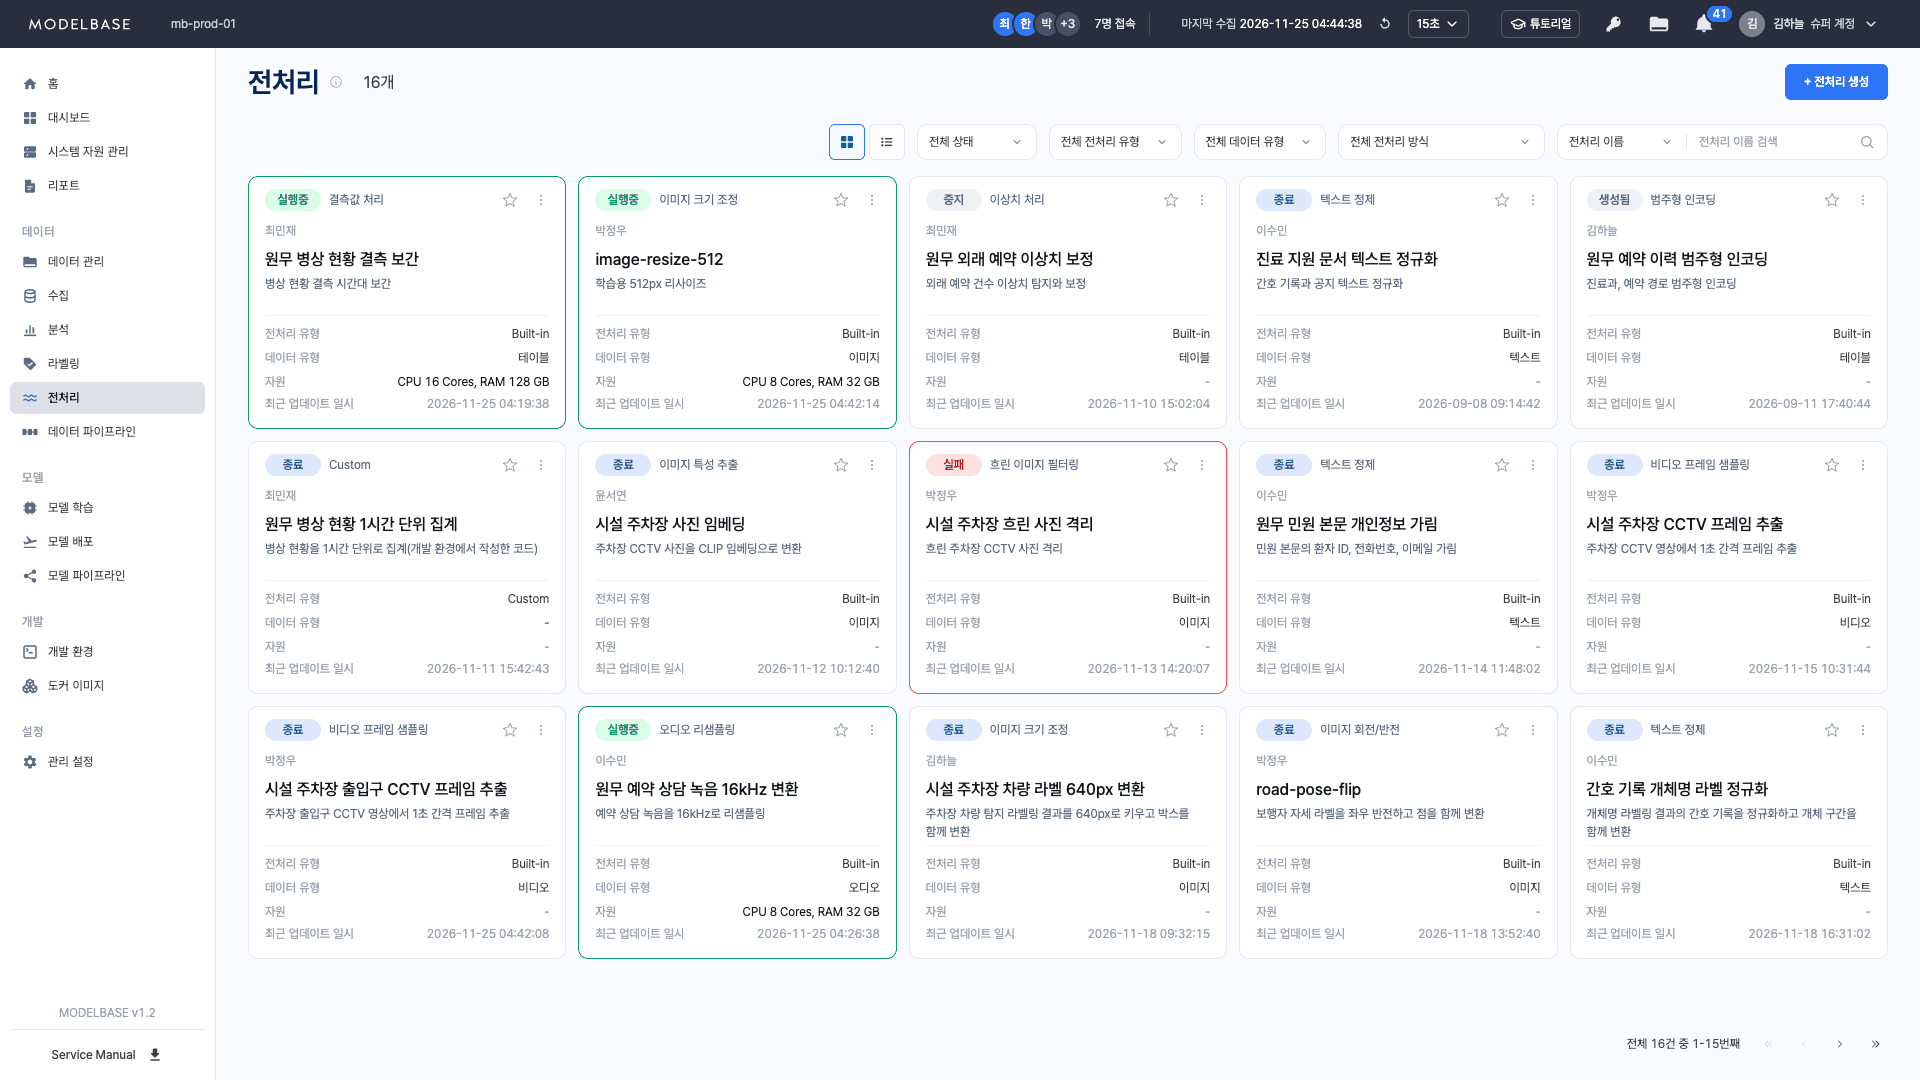 MODELBASE
mb-prod-01
최 한 박 +3 7명 접속
마지막 수집 2026-11-25 04:44:38
15초
튜토리얼
41
김 김하늘 슈퍼 계정
홈
대시보드
시스템 자원 관리
리포트
데이터
데이터 관리
수집
분석
라벨링
전처리
데이터 파이프라인
모델
모델 학습
모델 배포
모델 파이프라인
개발
개발 환경
도커 이미지
설정
관리 설정
MODELBASE v1.2
Service Manual
전처리 16개
+ 전처리 생성
전체 상태
전체 전처리 유형
전체 데이터 유형
전체 전처리 방식
전처리 이름
전처리 이름 검색
실행중 결측값 처리
최민재
원무 병상 현황 결측 보간
병상 현황 결측 시간대 보간
전처리 유형 Built-in
데이터 유형 테이블
자원 CPU 16 Cores, RAM 128 GB
최근 업데이트 일시 2026-11-25 04:19:38
실행중 이미지 크기 조정
박정우
image-resize-512
학습용 512px 리사이즈
전처리 유형 Built-in
데이터 유형 이미지
자원 CPU 8 Cores, RAM 32 GB
최근 업데이트 일시 2026-11-25 04:42:14
중지 이상치 처리
최민재
원무 외래 예약 이상치 보정
외래 예약 건수 이상치 탐지와 보정
전처리 유형 Built-in
데이터 유형 테이블
자원 -
최근 업데이트 일시 2026-11-10 15:02:04
종료 텍스트 정제
이수민
진료 지원 문서 텍스트 정규화
간호 기록과 공지 텍스트 정규화
전처리 유형 Built-in
데이터 유형 텍스트
자원 -
최근 업데이트 일시 2026-09-08 09:14:42
생성됨 범주형 인코딩
김하늘
원무 예약 이력 범주형 인코딩
진료과, 예약 경로 범주형 인코딩
전처리 유형 Built-in
데이터 유형 테이블
자원 -
최근 업데이트 일시 2026-09-11 17:40:44
종료 Custom
최민재
원무 병상 현황 1시간 단위 집계
병상 현황을 1시간 단위로 집계(개발 환경에서 작성한 코드)
전처리 유형 Custom
데이터 유형 -
자원 -
최근 업데이트 일시 2026-11-11 15:42:43
종료 이미지 특성 추출
윤서연
시설 주차장 사진 임베딩
주차장 CCTV 사진을 CLIP 임베딩으로 변환
전처리 유형 Built-in
데이터 유형 이미지
자원 -
최근 업데이트 일시 2026-11-12 10:12:40
실패 흐린 이미지 필터링
박정우
시설 주차장 흐린 사진 격리
흐린 주차장 CCTV 사진 격리
전처리 유형 Built-in
데이터 유형 이미지
자원 -
최근 업데이트 일시 2026-11-13 14:20:07
종료 텍스트 정제
이수민
원무 민원 본문 개인정보 가림
민원 본문의 환자 ID, 전화번호, 이메일 가림
전처리 유형 Built-in
데이터 유형 텍스트
자원 -
최근 업데이트 일시 2026-11-14 11:48:02
종료 비디오 프레임 샘플링
박정우
시설 주차장 CCTV 프레임 추출
주차장 CCTV 영상에서 1초 간격 프레임 추출
전처리 유형 Built-in
데이터 유형 비디오
자원 -
최근 업데이트 일시 2026-11-15 10:31:44
종료 비디오 프레임 샘플링
박정우
시설 주차장 출입구 CCTV 프레임 추출
주차장 출입구 CCTV 영상에서 1초 간격 프레임 추출
전처리 유형 Built-in
데이터 유형 비디오
자원 -
최근 업데이트 일시 2026-11-25 04:42:08
실행중 오디오 리샘플링
이수민
원무 예약 상담 녹음 16kHz 변환
예약 상담 녹음을 16kHz로 리샘플링
전처리 유형 Built-in
데이터 유형 오디오
자원 CPU 8 Cores, RAM 32 GB
최근 업데이트 일시 2026-11-25 04:26:38
종료 이미지 크기 조정
김하늘
시설 주차장 차량 라벨 640px 변환
주차장 차량 탐지 라벨링 결과를 640px로 키우고 박스를
함께 변환
전처리 유형 Built-in
데이터 유형 이미지
자원 -
최근 업데이트 일시 2026-11-18 09:32:15
종료 이미지 회전/반전
박정우
road-pose-flip
보행자 자세 라벨을 좌우 반전하고 점을 함께 변환
전처리 유형 Built-in
데이터 유형 이미지
자원 -
최근 업데이트 일시 2026-11-18 13:52:40
종료 텍스트 정제
이수민
간호 기록 개체명 라벨 정규화
개체명 라벨링 결과의 간호 기록을 정규화하고 개체 구간을
함께 변환
전처리 유형 Built-in
데이터 유형 텍스트
자원 -
최근 업데이트 일시 2026-11-18 16:31:02
전체 16건 중 1-15번째